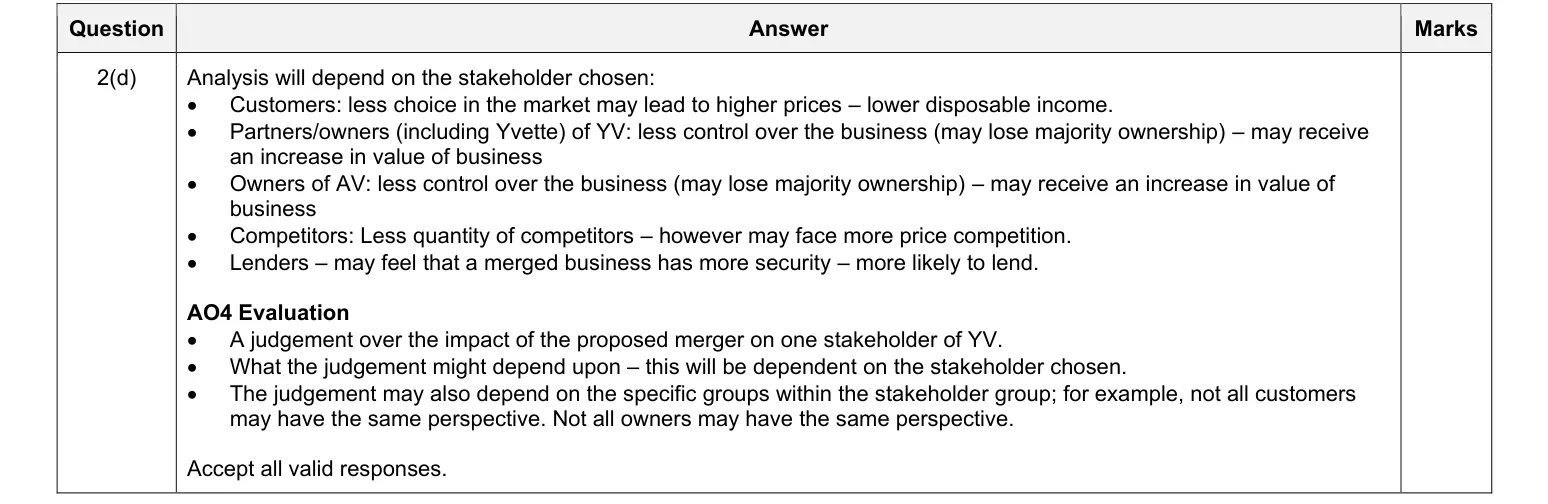 Question Answer Marks
2(d) Analysis will depend on the stakeholder chosen:
• Customers: less choice in the market may lead to higher prices – lower disposable income.
• Partners/owners (including Yvette) of YV: less control over the business (may lose majority ownership) – may receive
an increase in value of business
• Owners of AV: less control over the business (may lose majority ownership) – may receive an increase in value of
business
• Competitors: Less quantity of competitors – however may face more price competition.
• Lenders – may feel that a merged business has more security – more likely to lend.
AO4 Evaluation
• A judgement over the impact of the proposed merger on one stakeholder of YV.
• What the judgement might depend upon – this will be dependent on the stakeholder chosen.
• The judgement may also depend on the specific groups within the stakeholder group; for example, not all customers
may have the same perspective. Not all owners may have the same perspective.
Accept all valid responses.